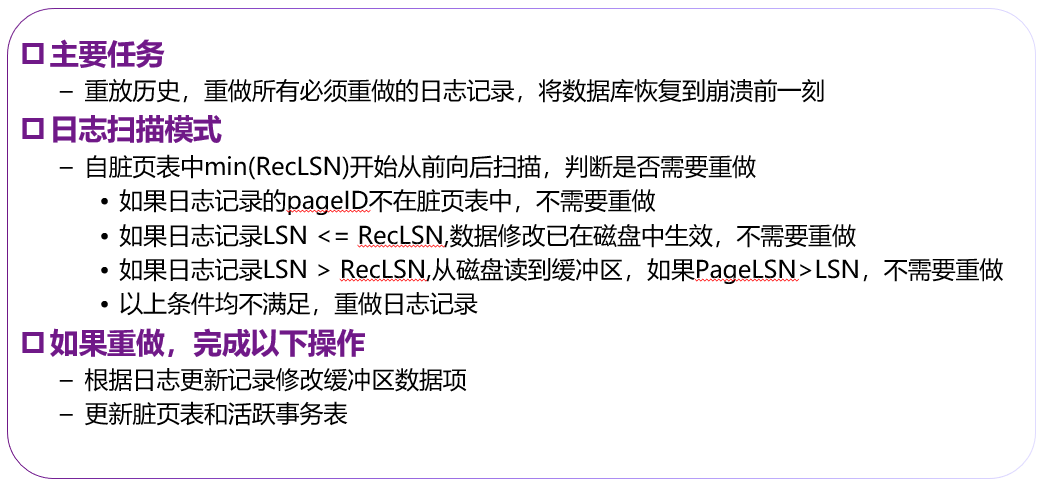 主要任务
– 重放历史，重做所有必须重做的日志记录，将数据库恢复到崩溃前一刻
日志扫描模式
– 自脏页表中min(RecLSN)开始从前向后扫描，判断是否需要重做
• 如果日志记录的pageID不在脏页表中，不需要重做
• 如果日志记录LSN <= RecLSN,数据修改已在磁盘中生效，不需要重做
• 如果日志记录LSN > RecLSN,从磁盘读到缓冲区，如果PageLSN>LSN，不需要重做
• 以上条件均不满足，重做日志记录
如果重做，完成以下操作
– 根据日志更新记录修改缓冲区数据项
– 更新脏页表和活跃事务表